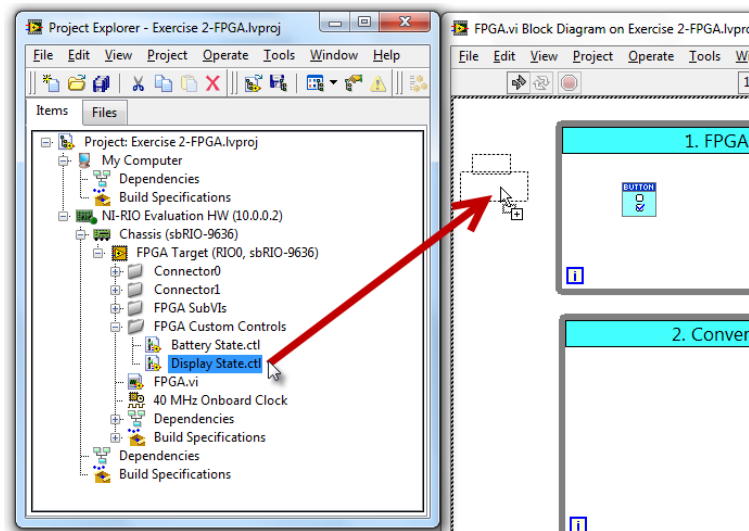 Project Explorer - Exercise 2-FPGA.lvproj
File Edit View Project Operate Tools Window Help
Items Files
Project: Exercise 2-FPGA.lvproj
My Computer
Dependencies
Build Specifications
NI-RIO Evaluation HW (10.0.0.2)
Chassis (sbRIO-9636)
FPGA Target (RIO0, sbRIO-9636)
Connector0
Connector1
FPGA SubVIs
FPGA Custom Controls
Battery State.ctl
Display State.ctl
FPGA.vi
40 MHz Onboard Clock
Dependencies
Build Specifications
Dependencies
Build Specifications
FPGA.vi Block Diagram on Exercise 2-FPGA.lvpro
File Edit View Project Operate Tools Wi
1
1. FPGA
BUTTON
i
2. Conver
i